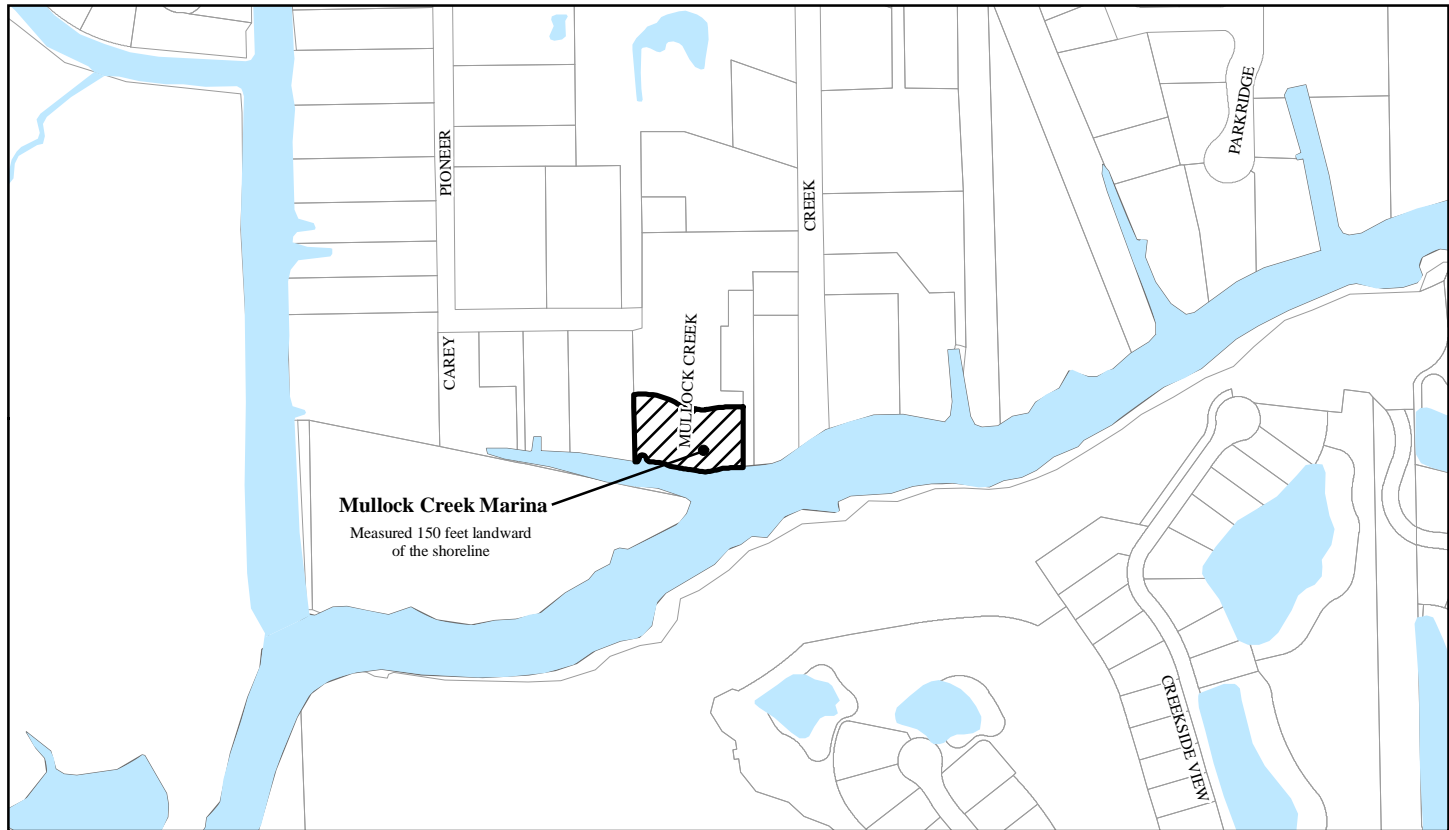 PARKRIDGE
PIONEER
CREEK
CAREY
MULLOCK CREEK
Mullock Creek Marina
Measured 150 feet landward
of the shoreline
CREEKSIDE VIEW